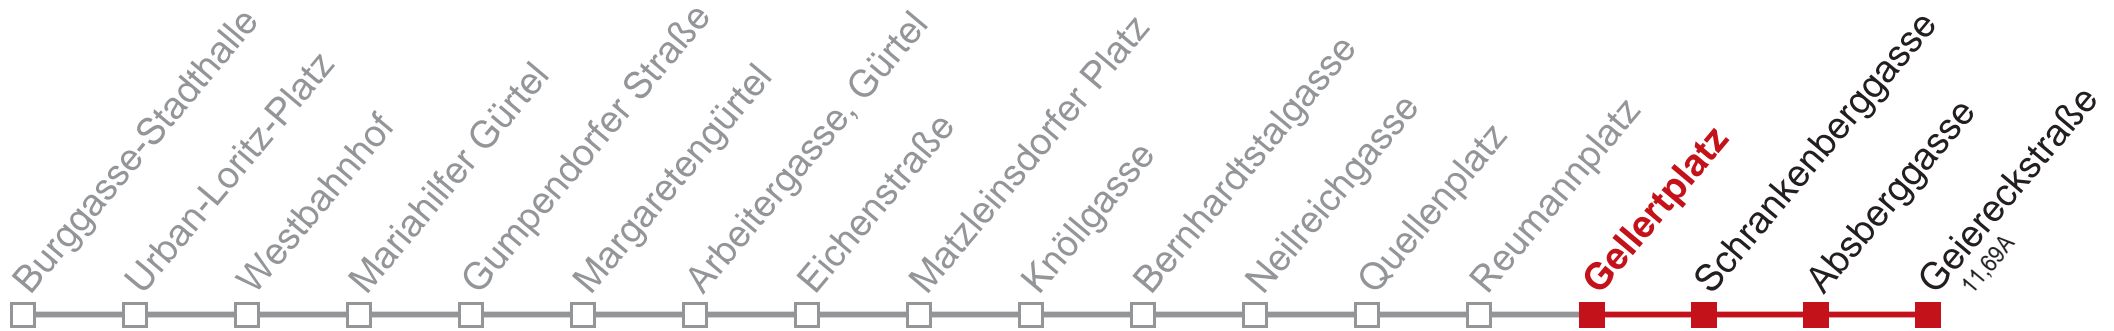 Burggasse-Stadthalle
Urban-Loritz-Platz
Westbahnhof
Mariahilfer Gürtel
Gumpendorfer Straße
Margaretengürtel
Arbeitergasse, Gürtel
Eichenstraße
Matzleinsdorfer Platz
Knöllgasse
Bernhardtstalgasse
Neilreichgasse
Quellenplatz
Reumannplatz
Gellertplatz
Schrankenberggasse
Absberggasse
Geiereckstraße
11,69A